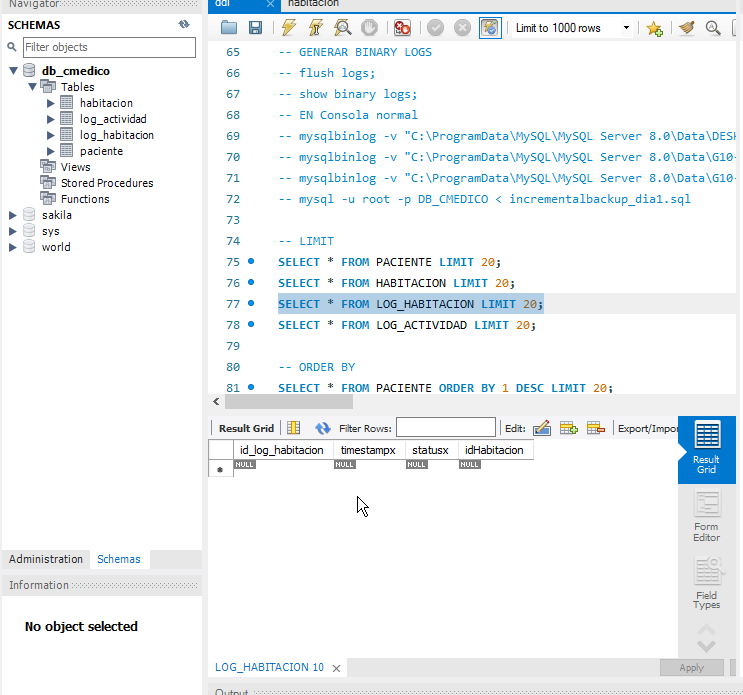 Navigator
ddl
habitacion
SCHEMAS
Filter objects
db_cmedico
Tables
habitacion
log_actividad
log_habitacion
paciente
Views
Stored Procedures
Functions
sakila
sys
world
Administration
Schemas
Information
No object selected
Limit to 1000 rows
65 -- GENERAR BINARY LOGS
66 -- flush logs;
67 -- show binary logs;
68 -- EN Consola normal
69 -- mysqlbinlog -v "C:\ProgramData\MySQL\MySQL Server 8.0\Data\DESK
70 -- mysqlbinlog -v "C:\ProgramData\MySQL\MySQL Server 8.0\Data\G10-
71 -- mysqlbinlog -v "C:\ProgramData\MySQL\MySQL Server 8.0\Data\G10-
72 -- mysql -u root -p DB_CMEDICO < incrementalbackup_dia1.sql
73
74 -- LIMIT
75 SELECT * FROM PACIENTE LIMIT 20;
76 SELECT * FROM HABITACION LIMIT 20;
77 SELECT * FROM LOG_HABITACION LIMIT 20;
78 SELECT * FROM LOG_ACTIVIDAD LIMIT 20;
79
80 -- ORDER BY
81 SELECT * FROM PACIENTE ORDER BY 1 DESC LIMIT 20;
Result Grid
Filter Rows:
Edit:
Export/Impor
id_log_habitacion timestampx statusx idHabitacion
NULL NULL NULL NULL
Result
Grid
Form
Editor
Field
Types
LOG_HABITACION 10
Apply
Output